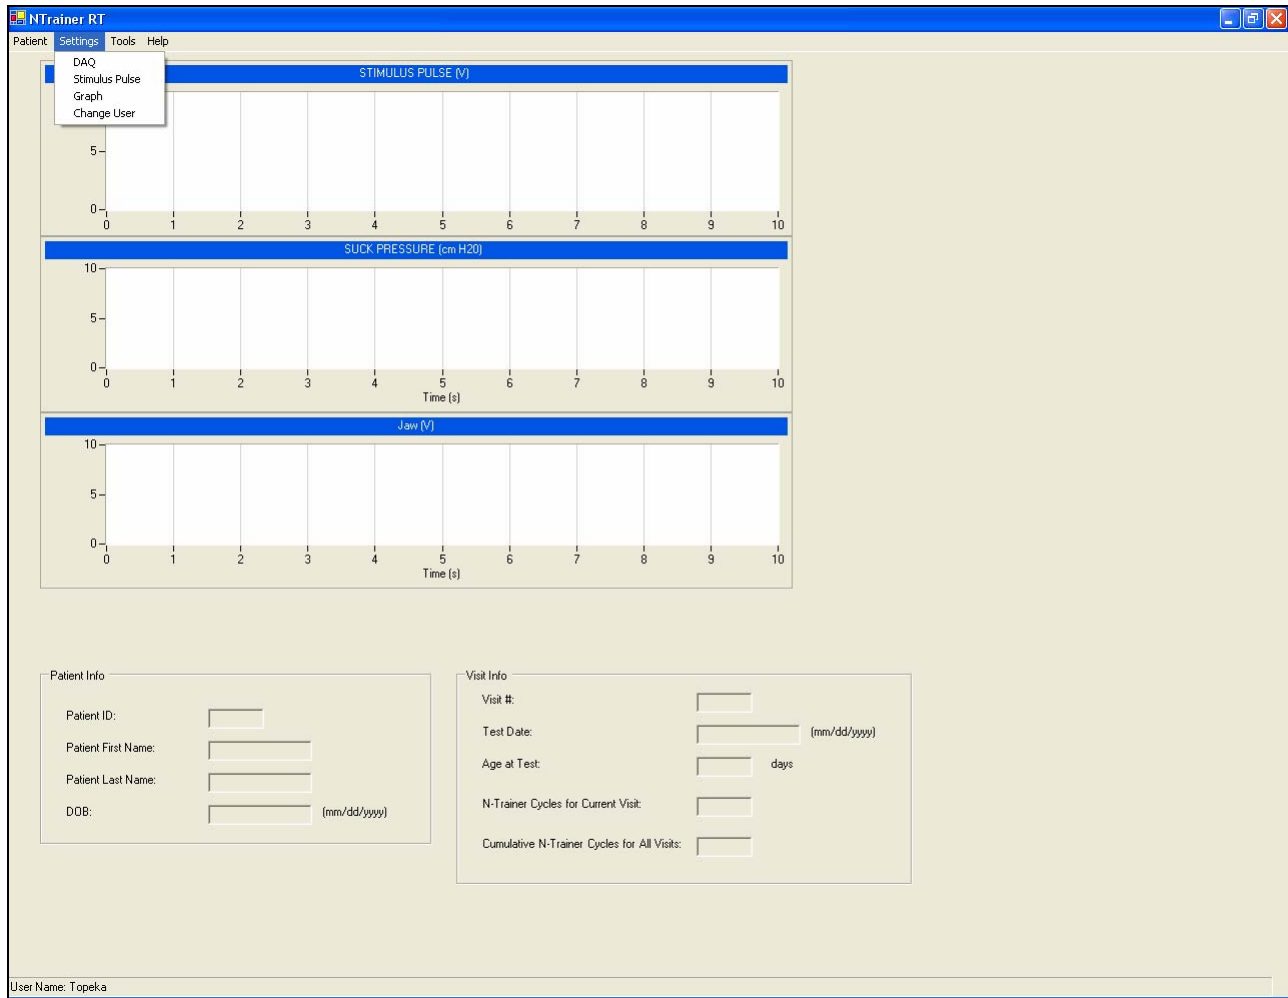 NTrainer RT
Patient Settings Tools Help
DAQ
Stimulus Pulse
Graph
Change User
STIMULUS PULSE (V)
5
0
0 1 2 3 4 5 6 7 8 9 10
SUCK PRESSURE (cm H20)
10
5
0
0 1 2 3 4 5 6 7 8 9 10
Time (s)
Jaw (V)
10
5
0
0 1 2 3 4 5 6 7 8 9 10
Time (s)
Patient Info
Patient ID:
Patient First Name:
Patient Last Name:
DOB: (mm/dd/yyyy)
Visit Info
Visit #:
Test Date: (mm/dd/yyyy)
Age at Test: days
N-Trainer Cycles for Current Visit:
Cumulative N-Trainer Cycles for All Visits:
User Name: Topeka